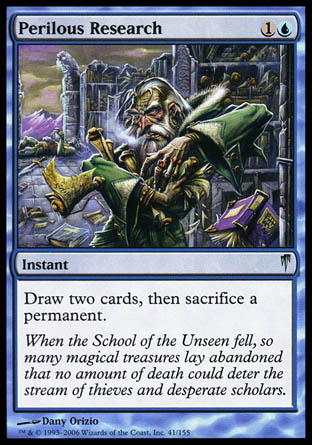 Perilous Research 1
Instant
Draw two cards, then sacrifice a
permanent.
When the School of the Unseen fell, so
many magical treasures lay abandoned
that no amount of death could deter the
stream of thieves and desperate scholars.
Dany Orizio
™ & © 1993–2006 Wizards of the Coast, Inc. 41/155